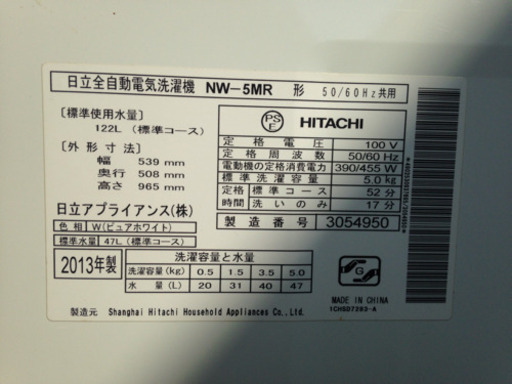 日立全自動電気洗濯機 NW-5MR 形 50/60Hz共用
〔標準使用水量〕
122L (標準コース)
〔外形寸法〕
幅 539 mm
奥行 508 mm
高さ 965 mm
日立アプライアンス(株)
色相 W(ピュアホワイト)
標準水量 47L(標準コース)
PS E HITACHI
定格電圧 100 V
定格周波数 50/60 Hz
電動機の定格消費電力 390/455 W
標準洗濯容量 5.0kg
定格 標準コース 52分
時間 洗いのみ 17分
製造番号 3054950
2013年製
洗濯容量と水量
洗濯容量(kg) 0.5 1.5 3.5 5.0
水量(L) 20 31 40 47
G
MADE IN CHINA
1CHSD7283-A
製造元 Shanghai Hitachi Household Appliances Co.,Ltd.